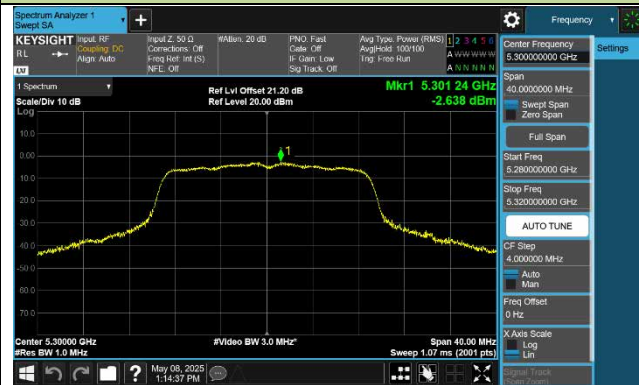 Spectrum Analyzer 1
Swept SA
Frequency
KEYSIGHT
RL
LXI
Input: RF
Coupling: DC
Align: Auto
Input Z: 50 Ω
Corrections: Off
Freq Ref: Int (S)
NFE: Off
#Atten: 20 dB
PNO: Fast
Gate: Off
IF Gain: Low
Sig Track: Off
Avg Type: Power (RMS)
Avg|Hold: 100/100
Trig: Free Run
1 2 3 4 5 6
A W W W W W
A N N N N N
1 Spectrum
Scale/Div 10 dB
Log
Ref Lvl Offset 21.20 dB
Ref Level 20.00 dBm
Mkr1 5.301 24 GHz
-2.638 dBm
10.0
0.00
-10.0
-20.0
-30.0
-40.0
-50.0
-60.0
-70.0
1
Center 5.30000 GHz
#Res BW 1.0 MHz
#Video BW 3.0 MHz*
Span 40.00 MHz
Sweep 1.07 ms (2001 pts)
May 08, 2025
1:14:37 PM
Center Frequency
5.300000000 GHz
Settings
Span
40.0000000 MHz
Swept Span
Zero Span
Full Span
Start Freq
5.280000000 GHz
Stop Freq
5.320000000 GHz
AUTO TUNE
CF Step
4.000000 MHz
Auto
Man
Freq Offset
0 Hz
X Axis Scale
Log
Lin
Signal Track
(Span Zoom)